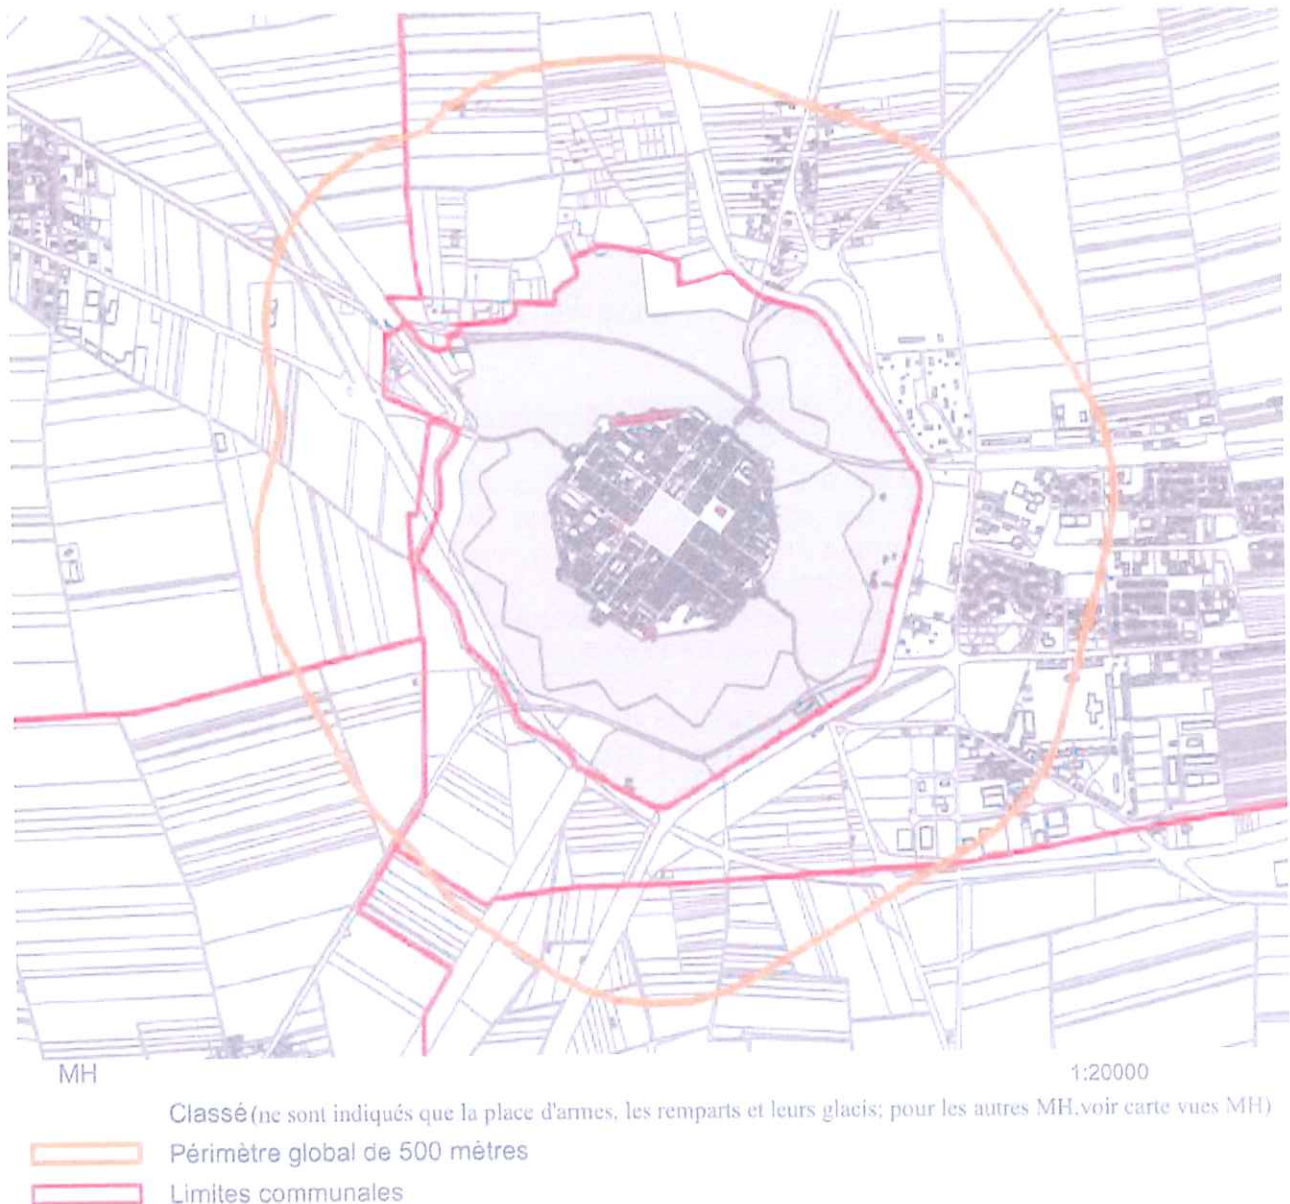 MH
1:20000
Classé (ne sont indiqués que la place d'armes, les remparts et leurs glacis; pour les autres MH.voir carte vues MH)
Périmètre global de 500 mètres
Limites communales